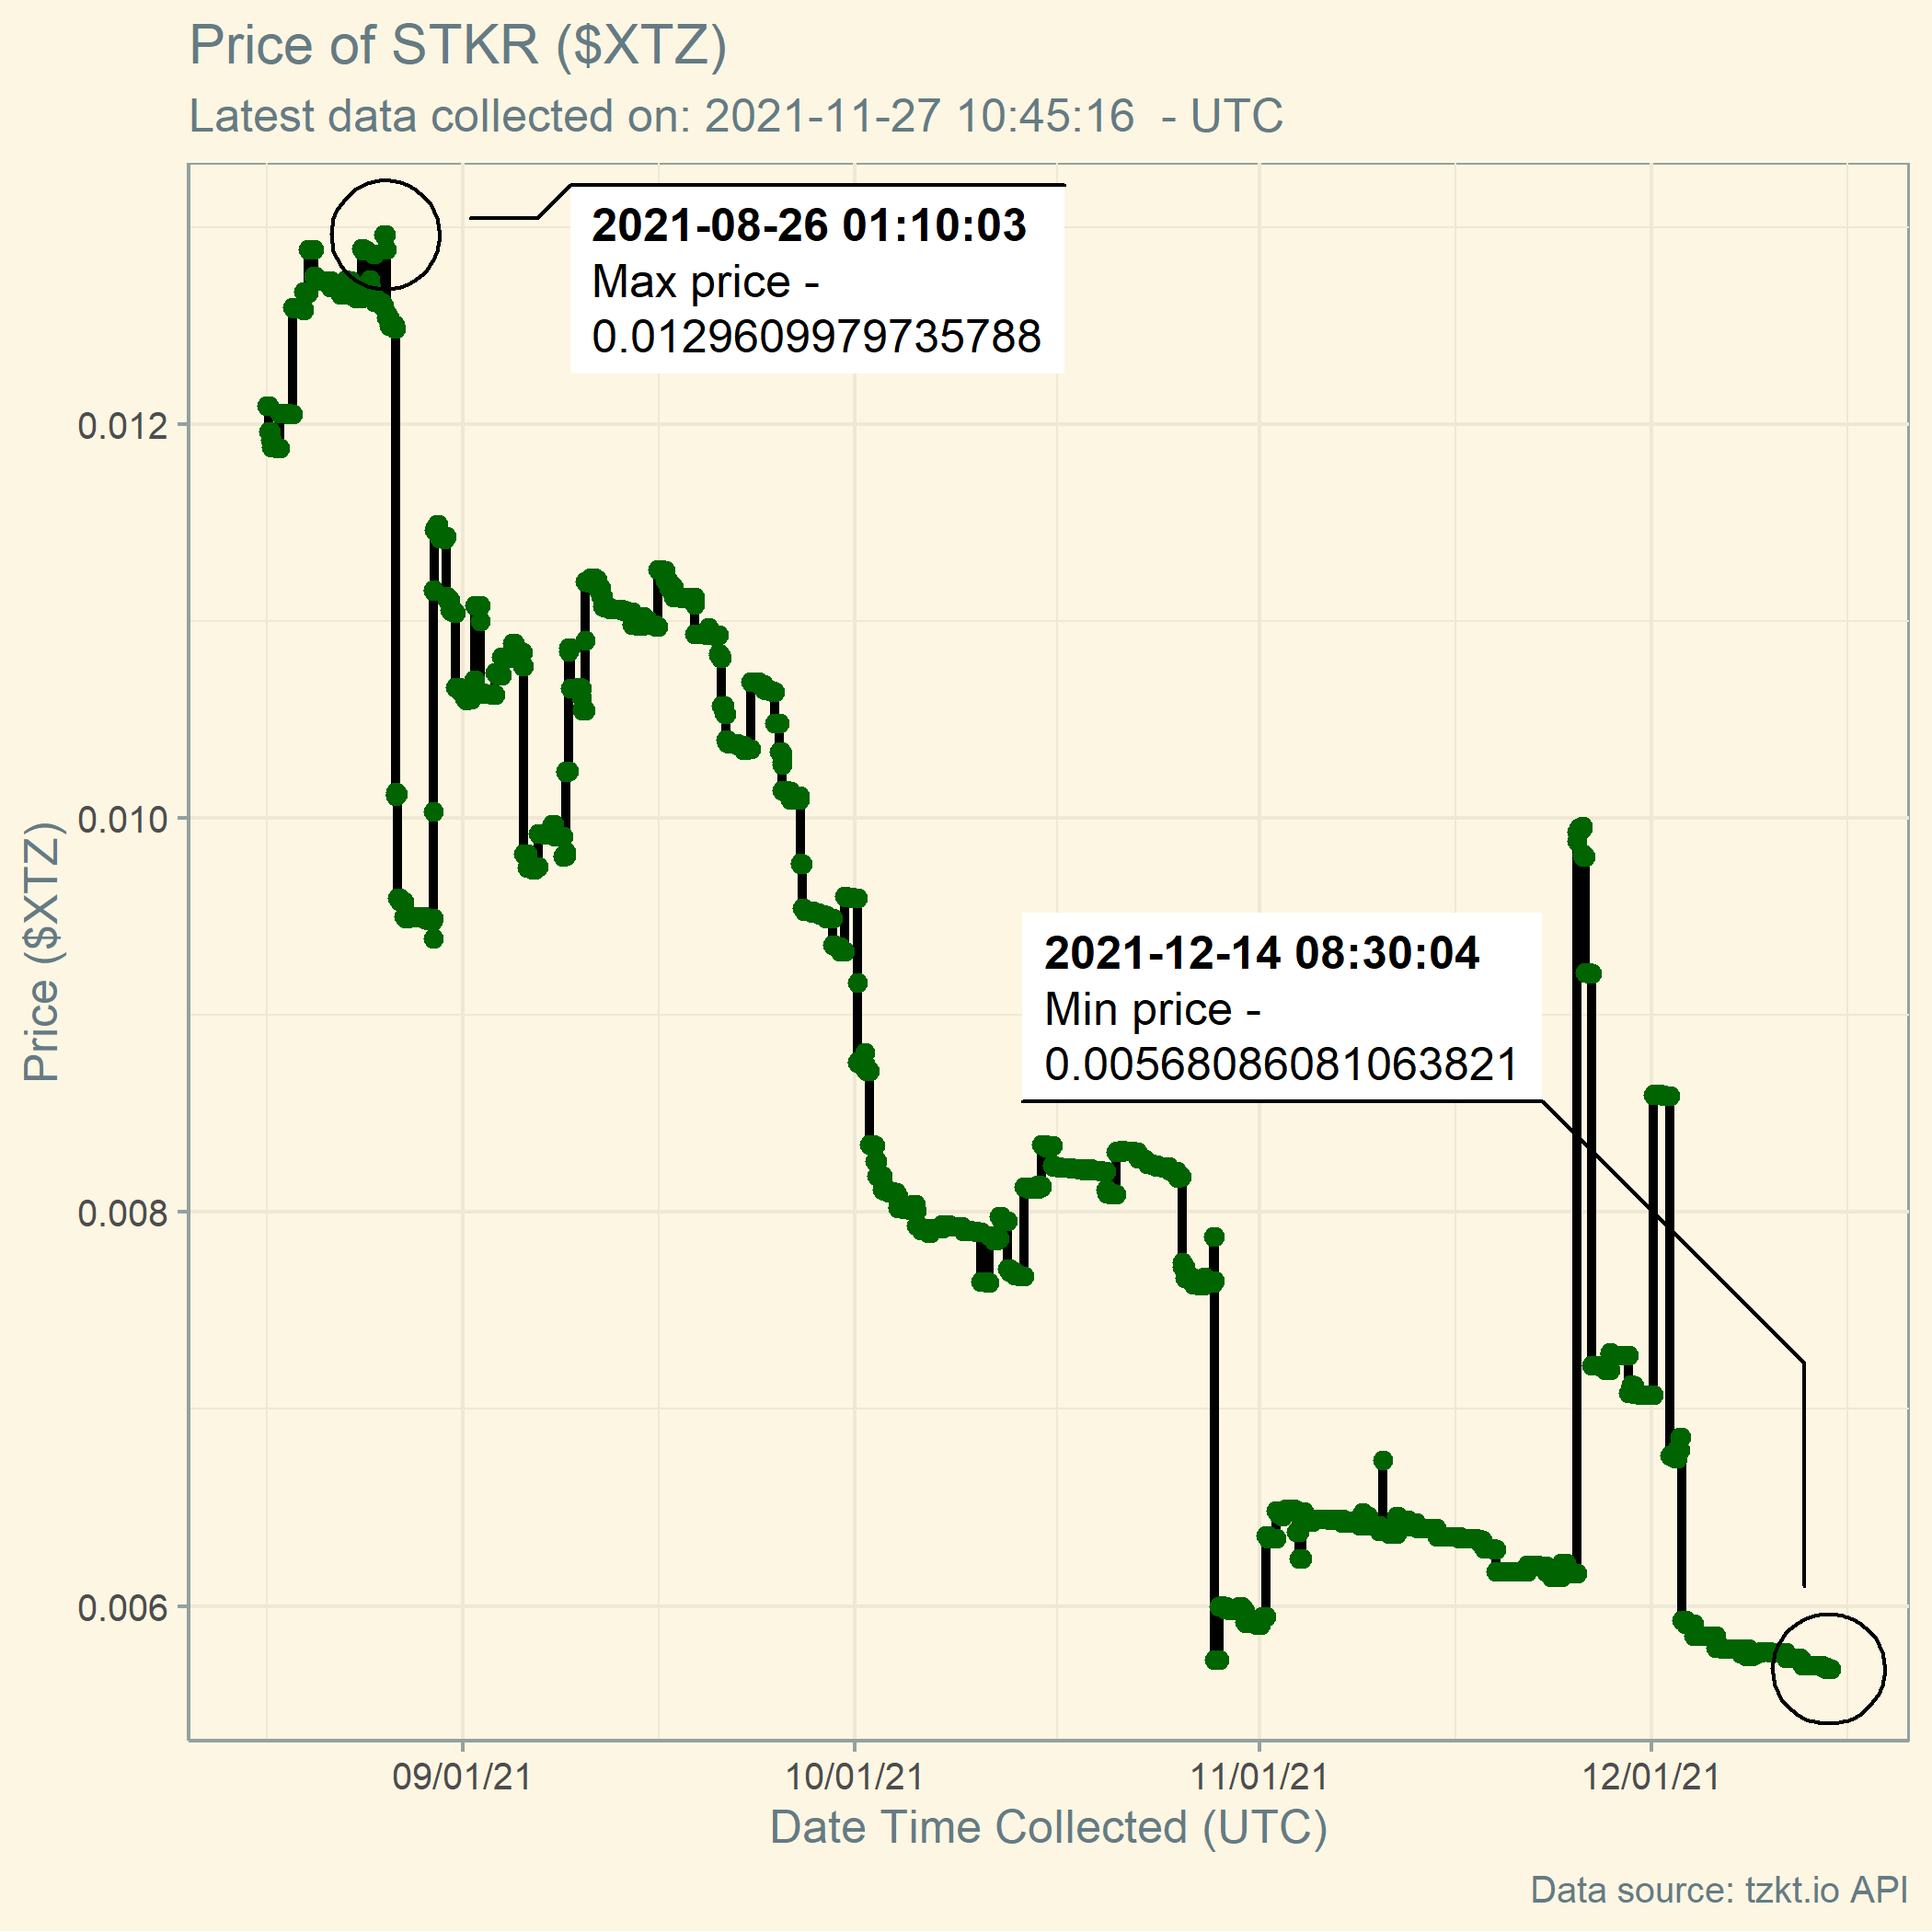 Price of STKR ($XTZ)
Latest data collected on: 2021-11-27 10:45:16  - UTC
2021-08-26 01:10:03
Max price -
0.0129609979735788
0.012
0.010
2021-12-14 08:30:04
Min price -
0.00568086081063821
0.008
0.006
Price ($XTZ)
09/01/21
10/01/21
11/01/21
12/01/21
Date Time Collected (UTC)
Data source: tzkt.io API